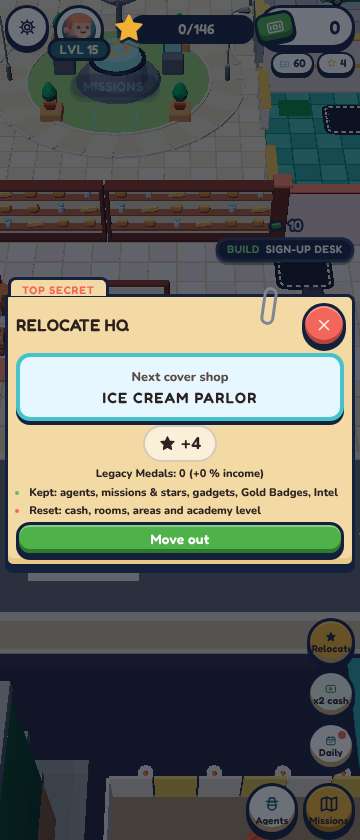 0/146
0
LVL 15
60
4
MISSIONS
10
BUILD SIGN-UP DESK
TOP SECRET
RELOCATE HQ
Next cover shop
ICE CREAM PARLOR
+4
Legacy Medals: 0 (+0 % income)
Kept: agents, missions & stars, gadgets, Gold Badges, Intel
Reset: cash, rooms, areas and academy level
Move out
Relocate
x2 cash
Daily
Agents
Missions